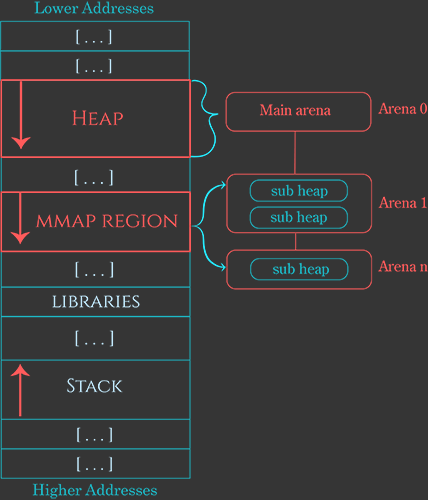 Lower Addresses
[ . . . ]
[ . . . ]
Heap
[ . . . ]
MMAP REGION
[ . . . ]
LIBRARIES
[ . . . ]
Stack
[ . . . ]
[ . . . ]
Higher Addresses
Main arena
Arena 0
sub heap
sub heap
Arena 1
sub heap
Arena n